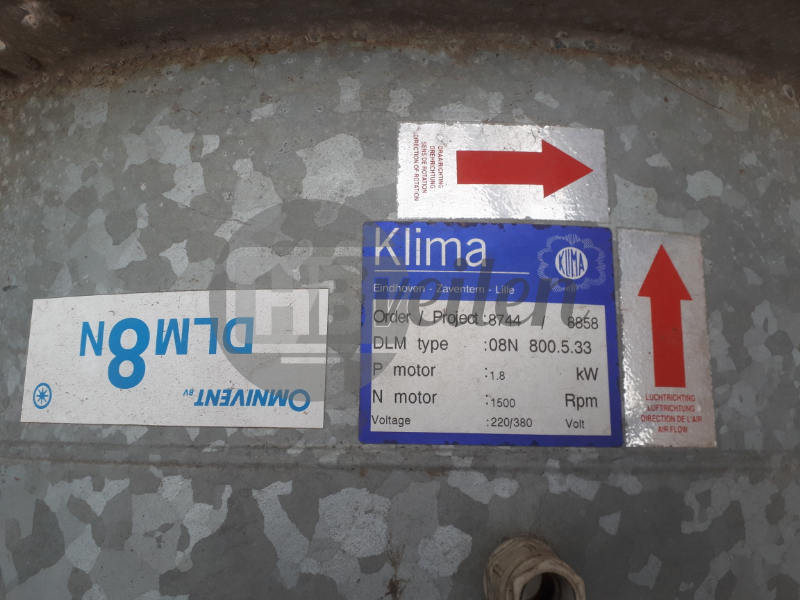 DRAAIRICHTING
DREHRICHTUNG
SENS DE ROTATION
DIRECTION OF ROTATION
Klima
KLIMA
Eindhoven - Zaventem - Lille
Order / Project : 8744 / 6858
DLM type : 08N 800.5.33
P motor : 1.8 kW
N motor : 1500 Rpm
Voltage : 220/380 Volt
LUCHTRICHTING
LUFTRICHTUNG
DIRECTION DE L'AIR
AIR FLOW
OMNIVENT BV
DLM8N
HBveilen